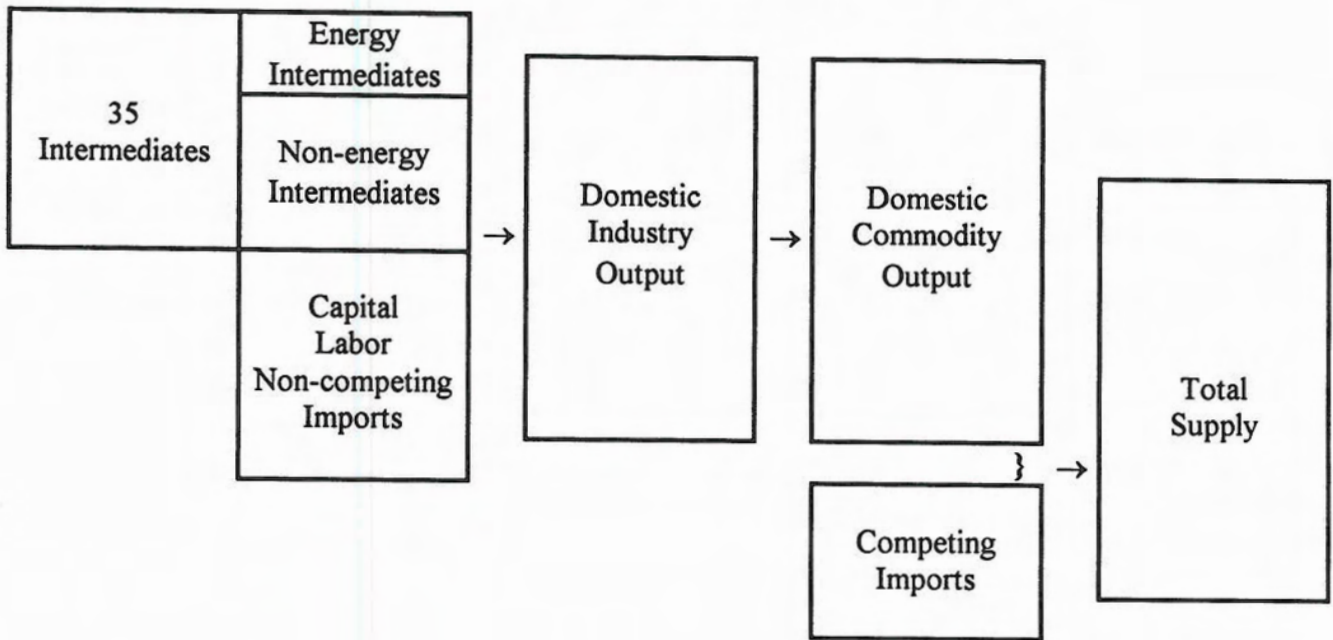 35
Intermediates
Energy
Intermediates
Non-energy
Intermediates
Capital
Labor
Non-competing
Imports
→
Domestic
Industry
Output
→
Domestic
Commodity
Output
Competing
Imports
} →
Total
Supply